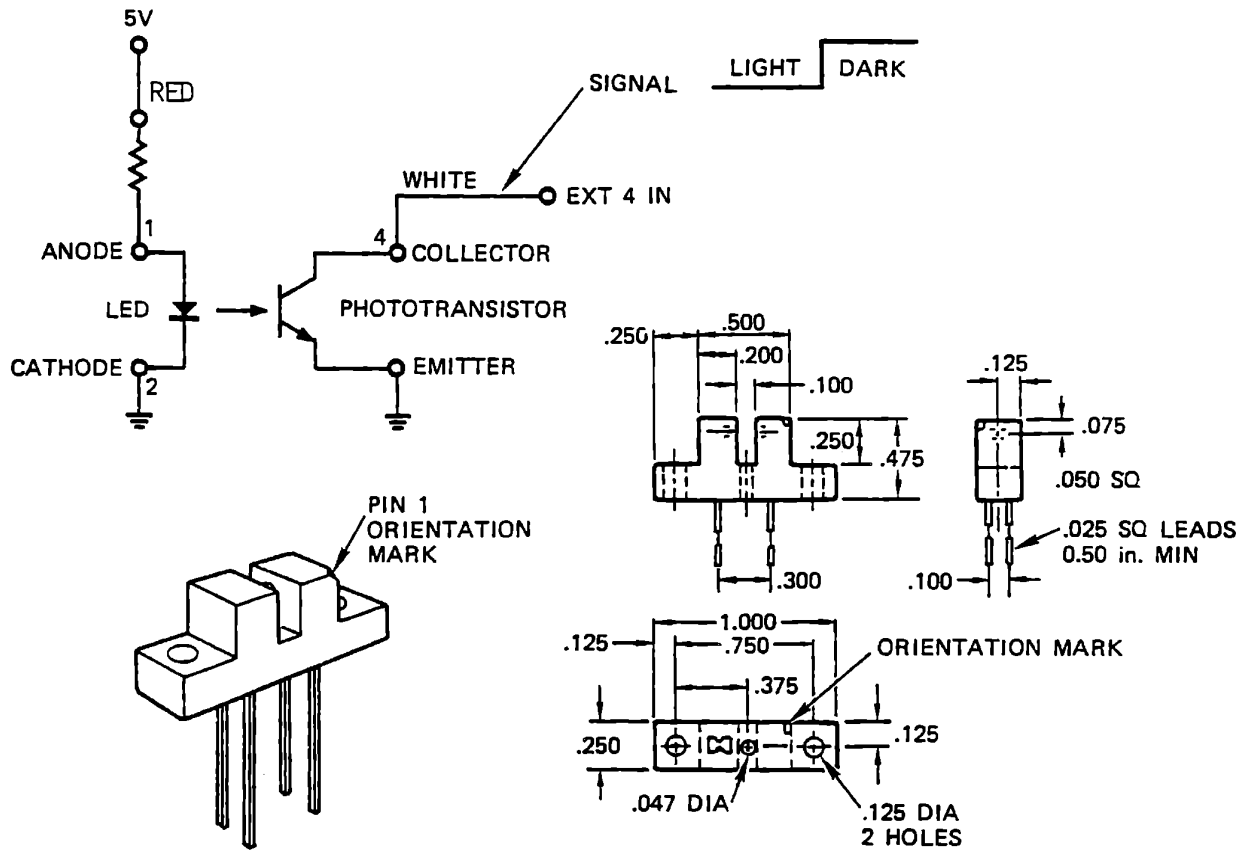 5V
RED
SIGNAL
LIGHT DARK
WHITE
EXT 4 IN
1
4
ANODE
COLLECTOR
LED
PHOTOTRANSISTOR
CATHODE
2
EMITTER
PIN 1
ORIENTATION
MARK
.250
.500
.200
.100
.250
.475
.300
.125
.075
.050 SQ
.025 SQ LEADS
0.50 in. MIN
.100
1.000
.125
.750
.375
ORIENTATION MARK
.250
.125
.047 DIA
.125 DIA
2 HOLES